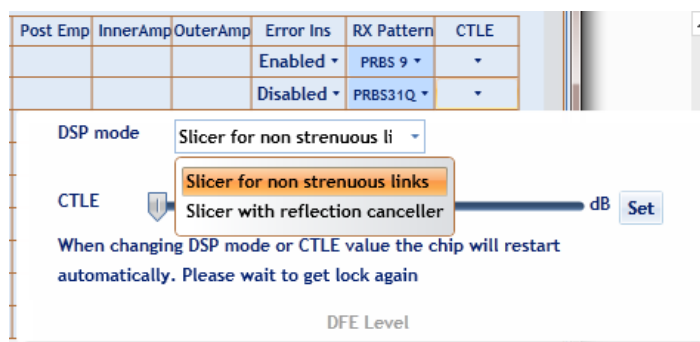 Post Emp InnerAmp OuterAmp Error Ins RX Pattern CTLE
Enabled PRBS 9
Disabled PRBS31Q
DSP mode Slicer for non strenuous li
Slicer for non strenuous links
CTLE dB Set
Slicer with reflection canceller
When changing DSP mode or CTLE value the chip will restart
automatically. Please wait to get lock again
DFE Level